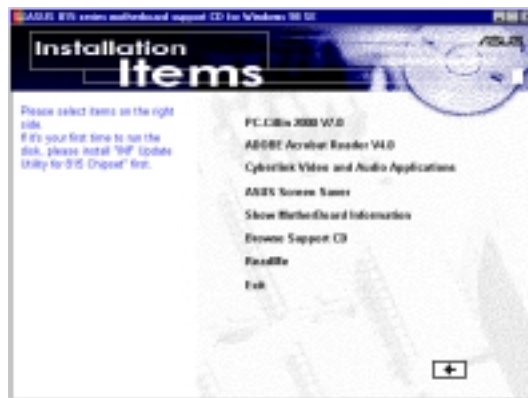 ASUS 815 series motherboard support CD for Windows 98 SE
Installation
Items
ASUS
Please select items on the right
side.
If it's your first time to run the
disk, please install "INF Update
Utility for 815 Chipset" first.
PC-Cillin 2000 V7.0
ADOBE Acrobat Reader V4.0
Cyberlink Video and Audio Applications
ASUS Screen Saver
Show MotherBoard Information
Browse Support CD
ReadMe
Exit